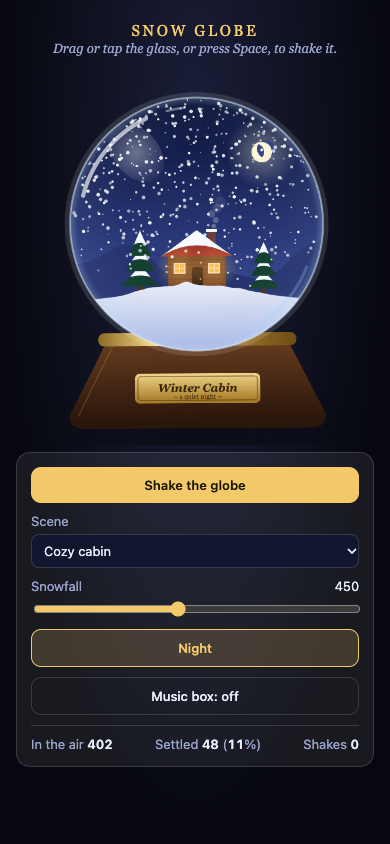 SNOW GLOBE
Drag or tap the glass, or press Space, to shake it.
Winter Cabin
~ a quiet night ~
Shake the globe
Scene
Cozy cabin
Snowfall 450
Night
Music box: off
In the air 402 Settled 48 (11%) Shakes 0